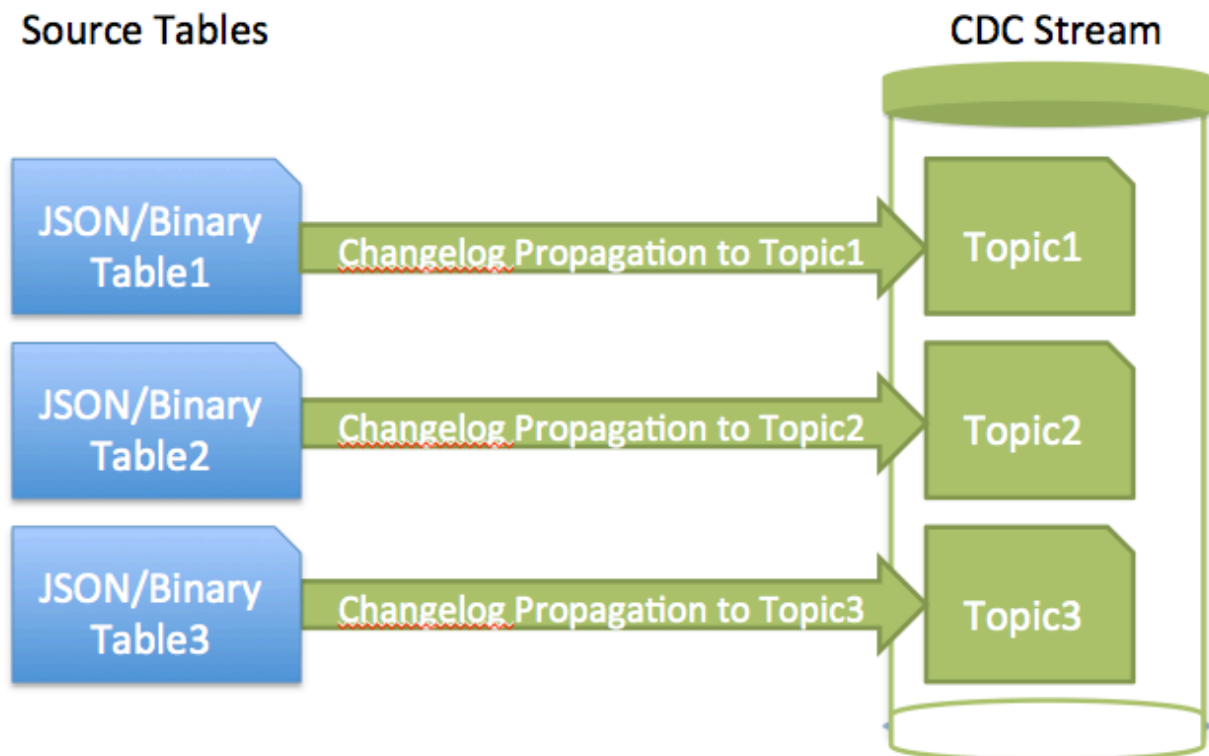 Source Tables
CDC Stream
JSON/Binary
Table1
Changelog Propagation to Topic1
Topic1
JSON/Binary
Table2
Changelog Propagation to Topic2
Topic2
JSON/Binary
Table3
Changelog Propagation to Topic3
Topic3